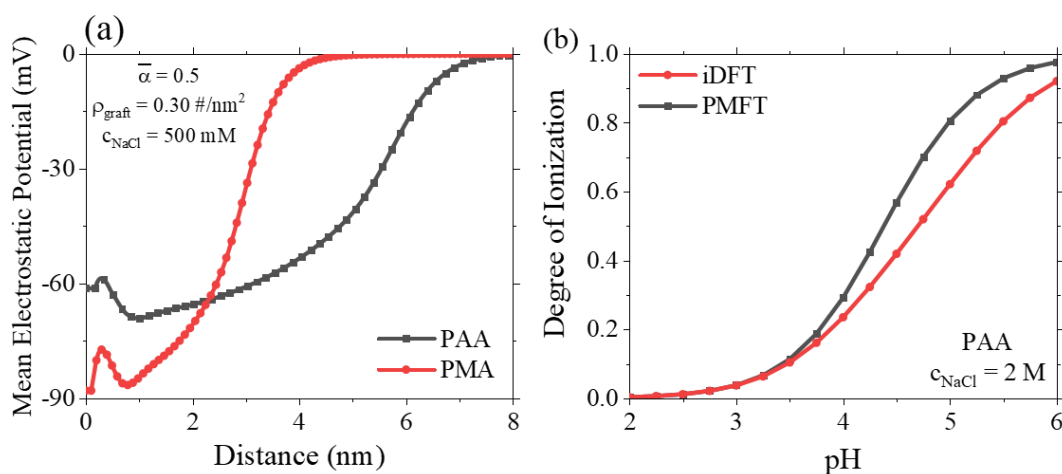 (a)
Mean Electrostatic Potential (mV)
0
-30
-60
-90
α̅ = 0.5
ρgraft = 0.30 #/nm²
cNaCl = 500 mM
PAA
PMA
0 2 4 6 8
Distance (nm)
(b)
Degree of Ionization
1.0
0.8
0.6
0.4
0.2
0.0
iDFT
PMFT
PAA
cNaCl = 2 M
2 3 4 5 6
pH